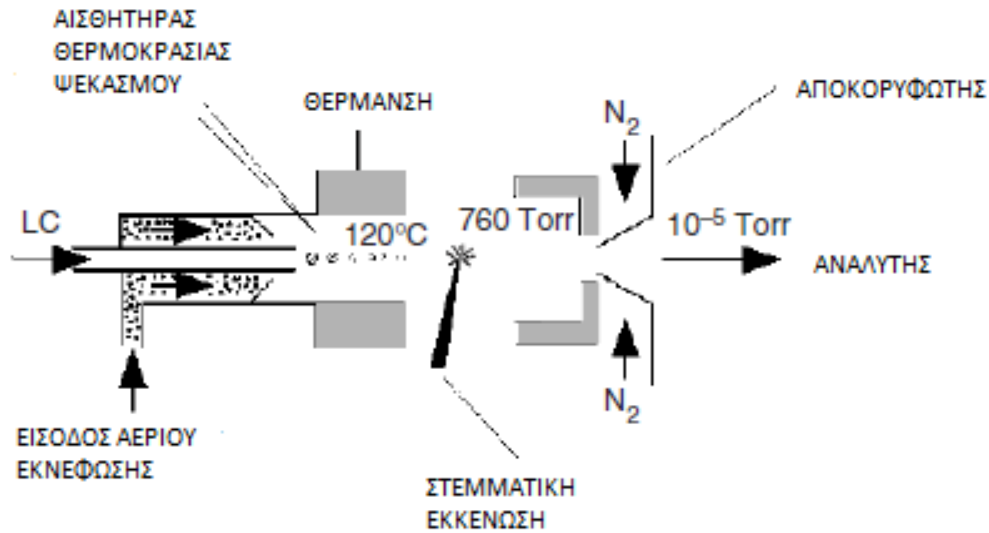 ΑΙΣΘΗΤΗΡΑΣ
ΘΕΡΜΟΚΡΑΣΙΑΣ
ΨΕΚΑΣΜΟΥ
ΘΕΡΜΑΝΣΗ
ΑΠΟΚΟΡΥΦΩΤΗΣ
N₂
LC
120°C
760 Torr
10⁻⁵ Torr
ΑΝΑΛΥΤΗΣ
N₂
ΕΙΣΟΔΟΣ ΑΕΡΙΟΥ
ΕΚΝΕΦΩΣΗΣ
ΣΤΕΜΜΑΤΙΚΗ
ΕΚΚΕΝΩΣΗ